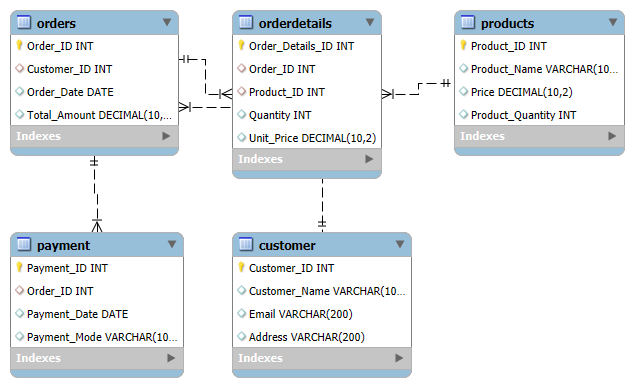 orders
Order_ID INT
Customer_ID INT
Order_Date DATE
Total_Amount DECIMAL(10,...
Indexes
orderdetails
Order_Details_ID INT
Order_ID INT
Product_ID INT
Quantity INT
Unit_Price DECIMAL(10,2)
Indexes
products
Product_ID INT
Product_Name VARCHAR(10...
Price DECIMAL(10,2)
Product_Quantity INT
Indexes
payment
Payment_ID INT
Order_ID INT
Payment_Date DATE
Payment_Mode VARCHAR(10...
Indexes
customer
Customer_ID INT
Customer_Name VARCHAR(10...
Email VARCHAR(200)
Address VARCHAR(200)
Indexes